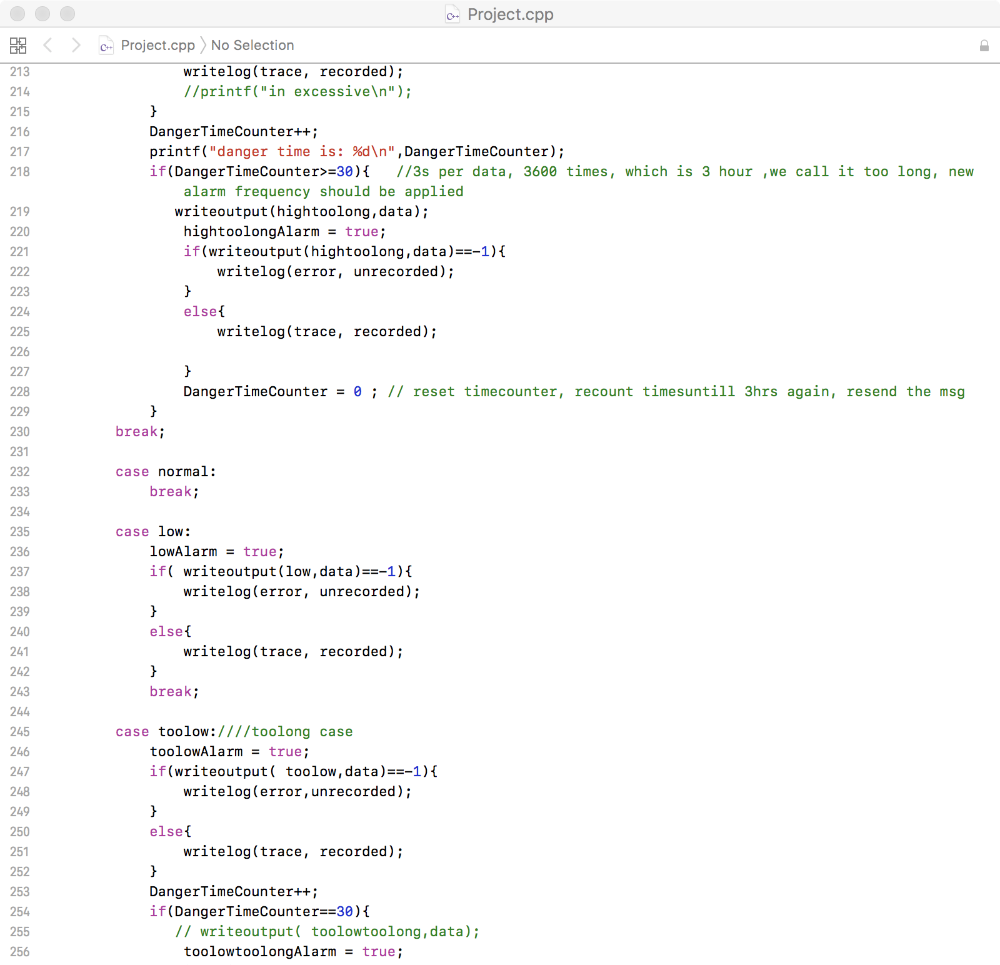 C++ Project.cpp
C++ Project.cpp 〉 No Selection
213 writelog(trace, recorded);
214 //printf("in excessive\n");
215 }
216 DangerTimeCounter++;
217 printf("danger time is: %d\n",DangerTimeCounter);
218 if(DangerTimeCounter>=30){ //3s per data, 3600 times, which is 3 hour ,we call it too long, new
alarm frequency should be applied
219 writeoutput(hightoolong,data);
220 hightoolongAlarm = true;
221 if(writeoutput(hightoolong,data)==-1){
222 writelog(error, unrecorded);
223 }
224 else{
225 writelog(trace, recorded);
226
227 }
228 DangerTimeCounter = 0 ; // reset timecounter, recount timesuntill 3hrs again, resend the msg
229 }
230 break;
231
232 case normal:
233 break;
234
235 case low:
236 lowAlarm = true;
237 if( writeoutput(low,data)==-1){
238 writelog(error, unrecorded);
239 }
240 else{
241 writelog(trace, recorded);
242 }
243 break;
244
245 case toolow:////toolong case
246 toolowAlarm = true;
247 if(writeoutput( toolow,data)==-1){
248 writelog(error,unrecorded);
249 }
250 else{
251 writelog(trace, recorded);
252 }
253 DangerTimeCounter++;
254 if(DangerTimeCounter==30){
255 // writeoutput( toolowtoolong,data);
256 toolowtoolongAlarm = true;